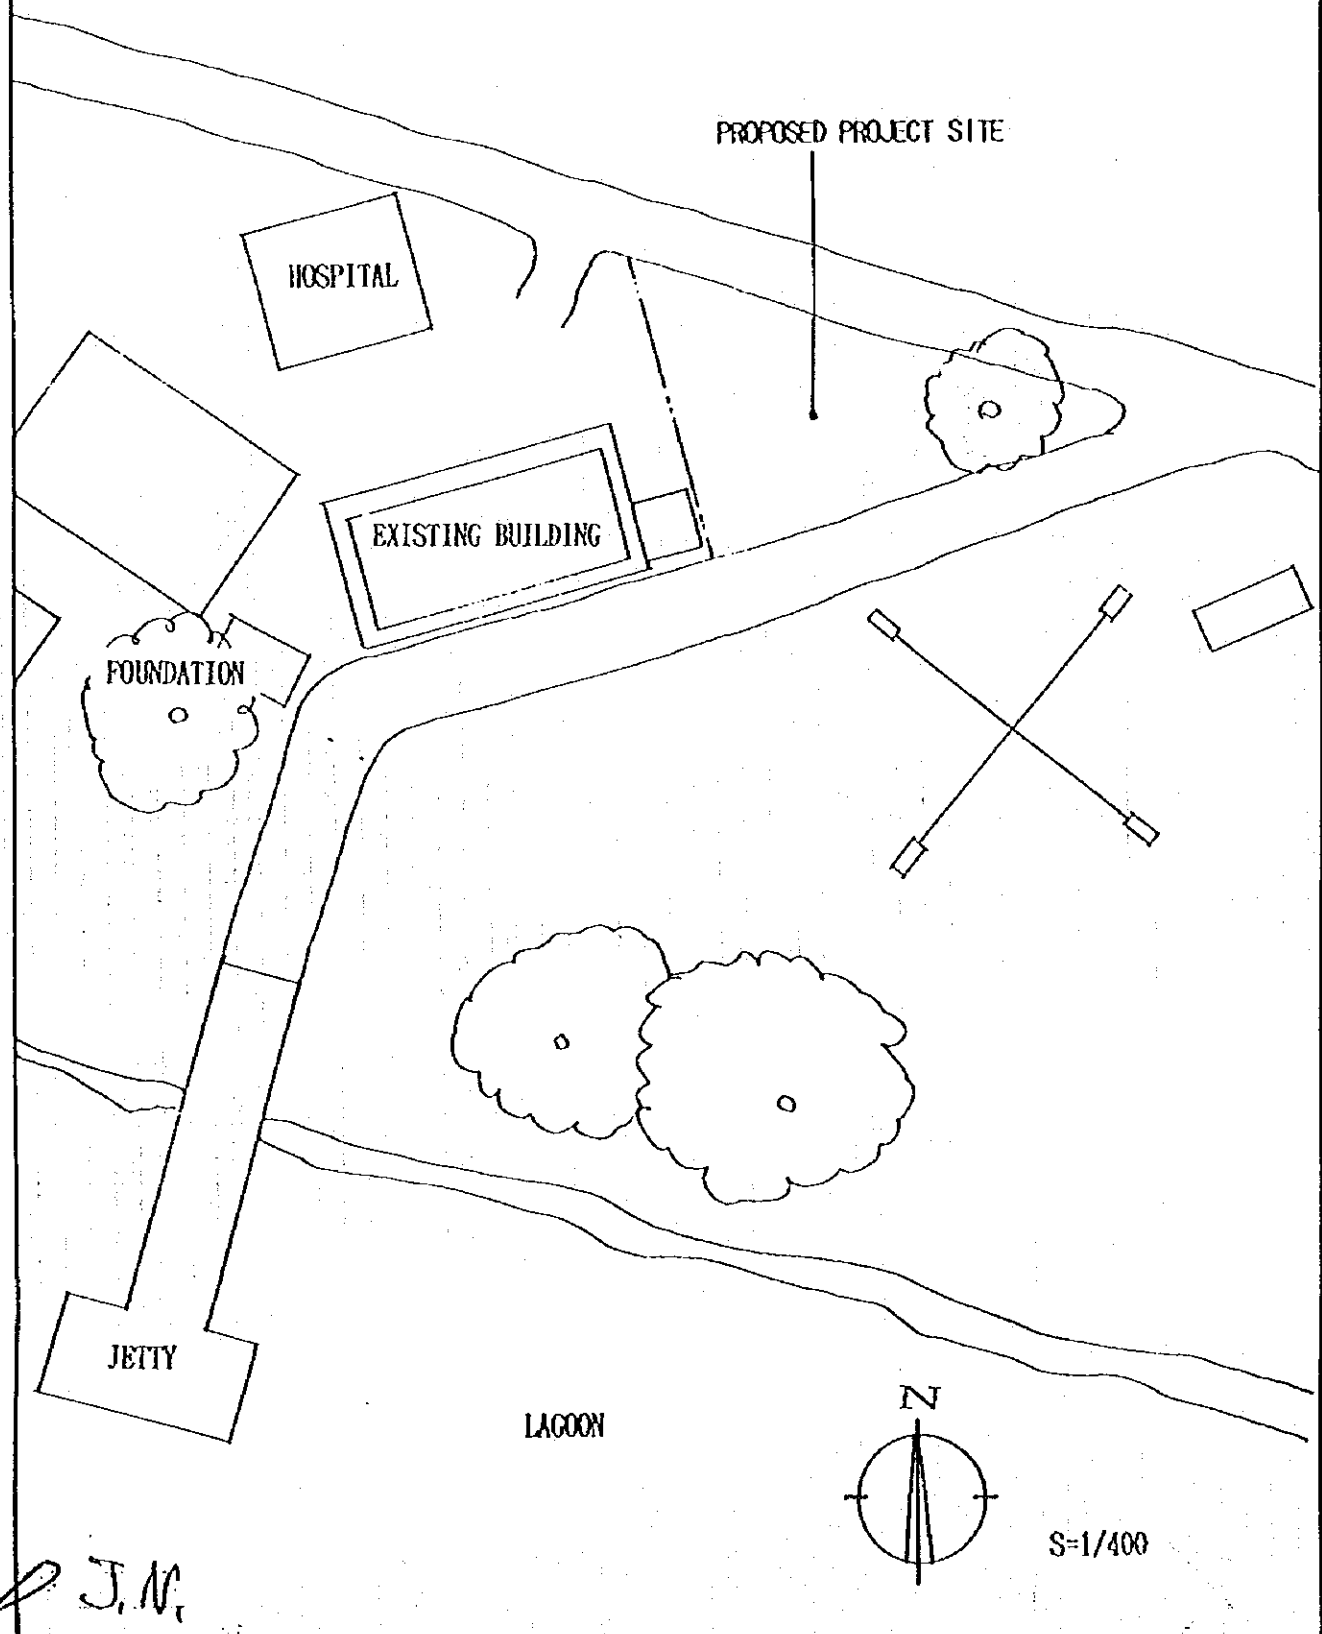 PROPOSED PROJECT SITE
HOSPITAL
EXISTING BUILDING
FOUNDATION
JETTY
LAGOON
N
S=1/400
J.N.